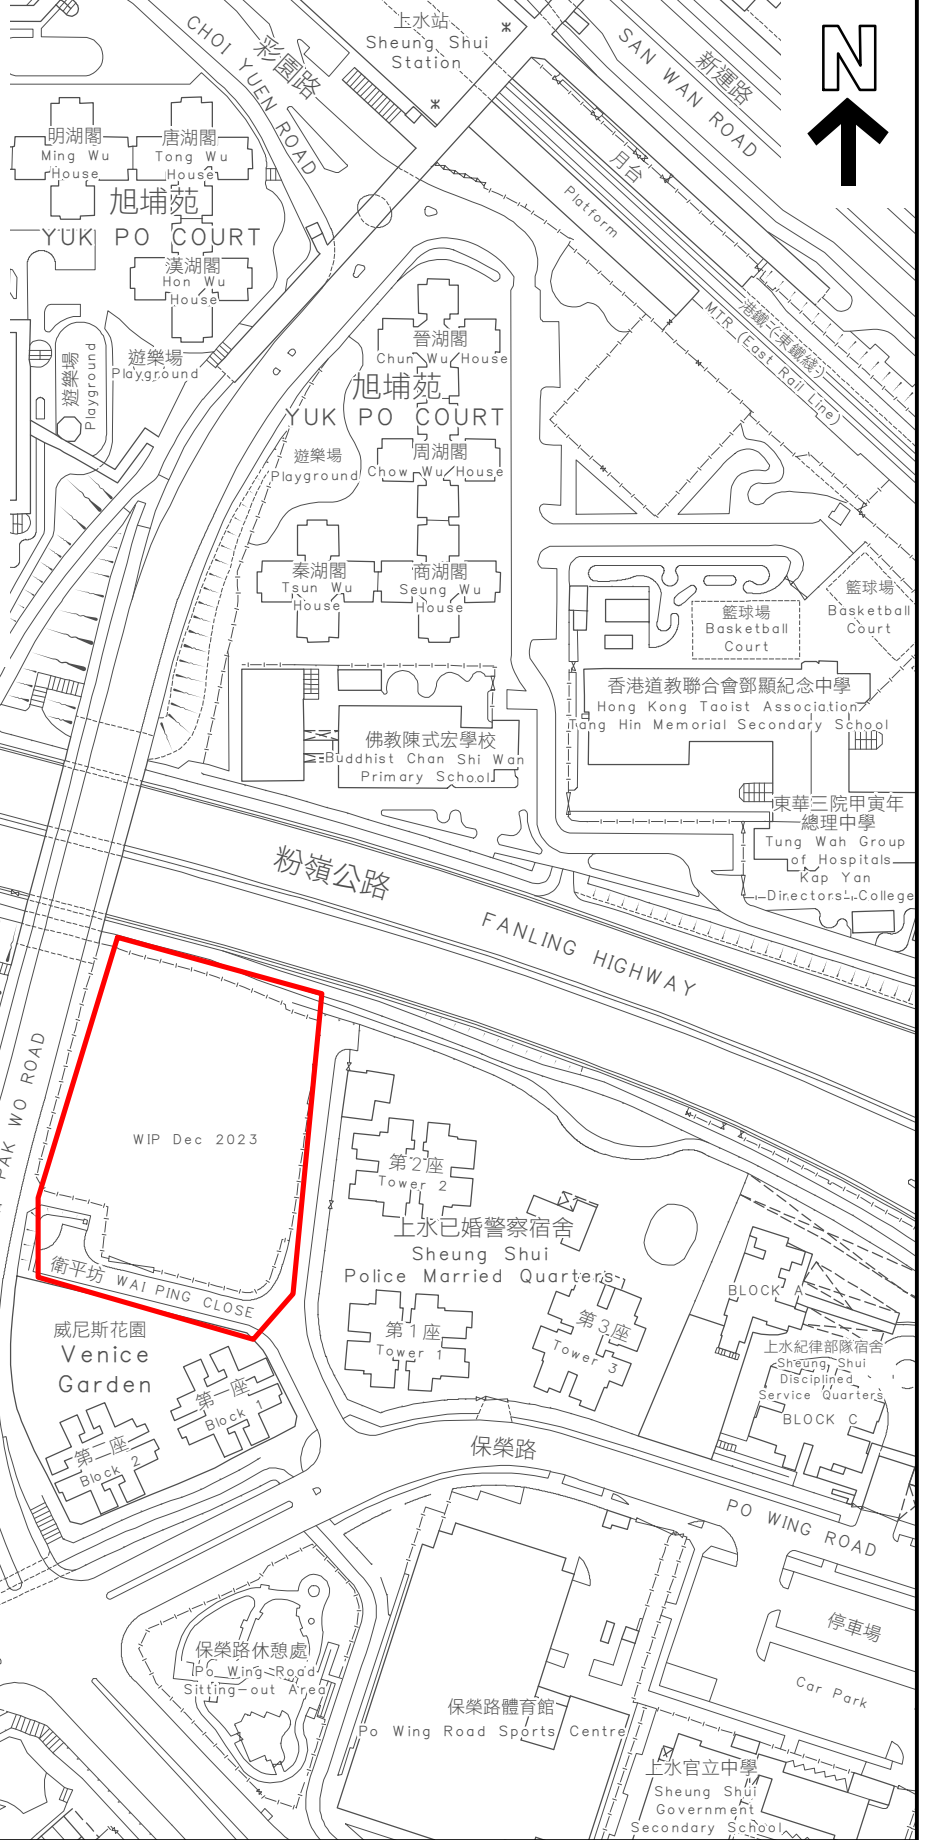 上水站
Sheung Shui
Station
N
彩園路
CHOI YUEN ROAD
新運路
SAN WAN ROAD
明湖閣
Ming Wu
House
唐湖閣
Tong Wu
House
旭埔苑
YUK PO COURT
漢湖閣
Hon Wu
House
月台
Platform
遊樂場
Playground
遊樂場
Playground
晉湖閣
Chun Wu House
旭埔苑
YUK PO COURT
港鐵-(東鐵綫)
MTR (East Rail Line)
遊樂場
Playground
周湖閣
Chow Wu House
秦湖閣
Tsun Wu
House
商湖閣
Seung Wu
House
籃球場
Basketball
Court
籃球場
Basketball
Court
香港道教聯合會鄧顯紀念中學
Hong Kong Taoist Association
Tang Hin Memorial Secondary School
佛教陳式宏學校
Buddhist Chan Shi Wan
Primary School
東華三院甲寅年
總理中學
Tung Wah Group
of Hospitals
Kap Yan
Directors' College
粉嶺公路
FANLING HIGHWAY
PAK WO ROAD
WIP Dec 2023
第2座
Tower 2
上水已婚警察宿舍
Sheung Shui
Police Married Quarters
衛平坊 WAI PING CLOSE
BLOCK A
第1座
Tower 1
第3座
Tower 3
威尼斯花園
Venice
Garden
上水紀律部隊宿舍
Sheung Shui
Disciplined
Service Quarters
BLOCK C
第一座
Block 1
第二座
Block 2
保榮路
PO WING ROAD
停車場
Car Park
保榮路休憩處
Po Wing Road
Sitting-out Area
保榮路體育館
Po Wing Road Sports Centre
上水官立中學
Sheung Shui
Government
Secondary School